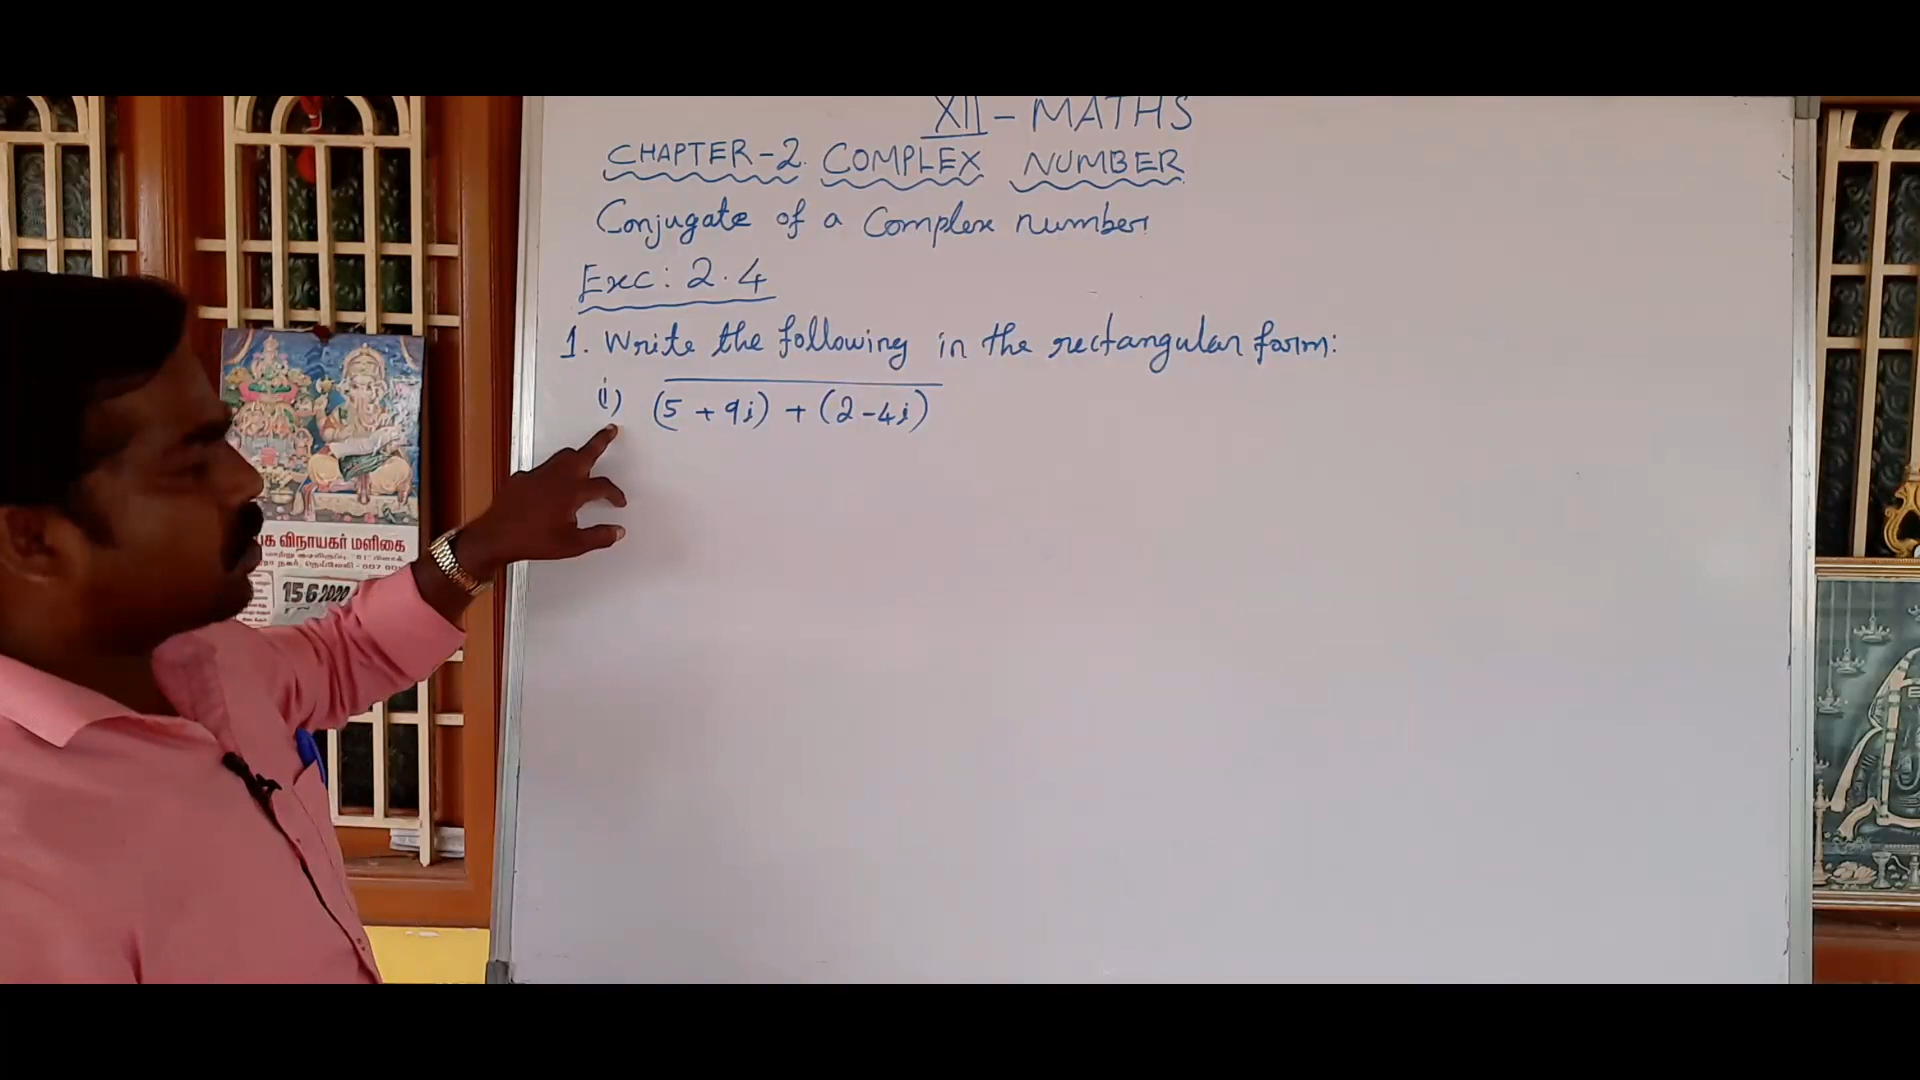 XII - MATHS
CHAPTER-2. COMPLEX NUMBER
Conjugate of a Complex number
Exc: 2.4
1. Write the following in the rectangular form:
(i) \overline{(5 + 9i) + (2 - 4i)}
விநாயகர் மளிகை
15 6 2020